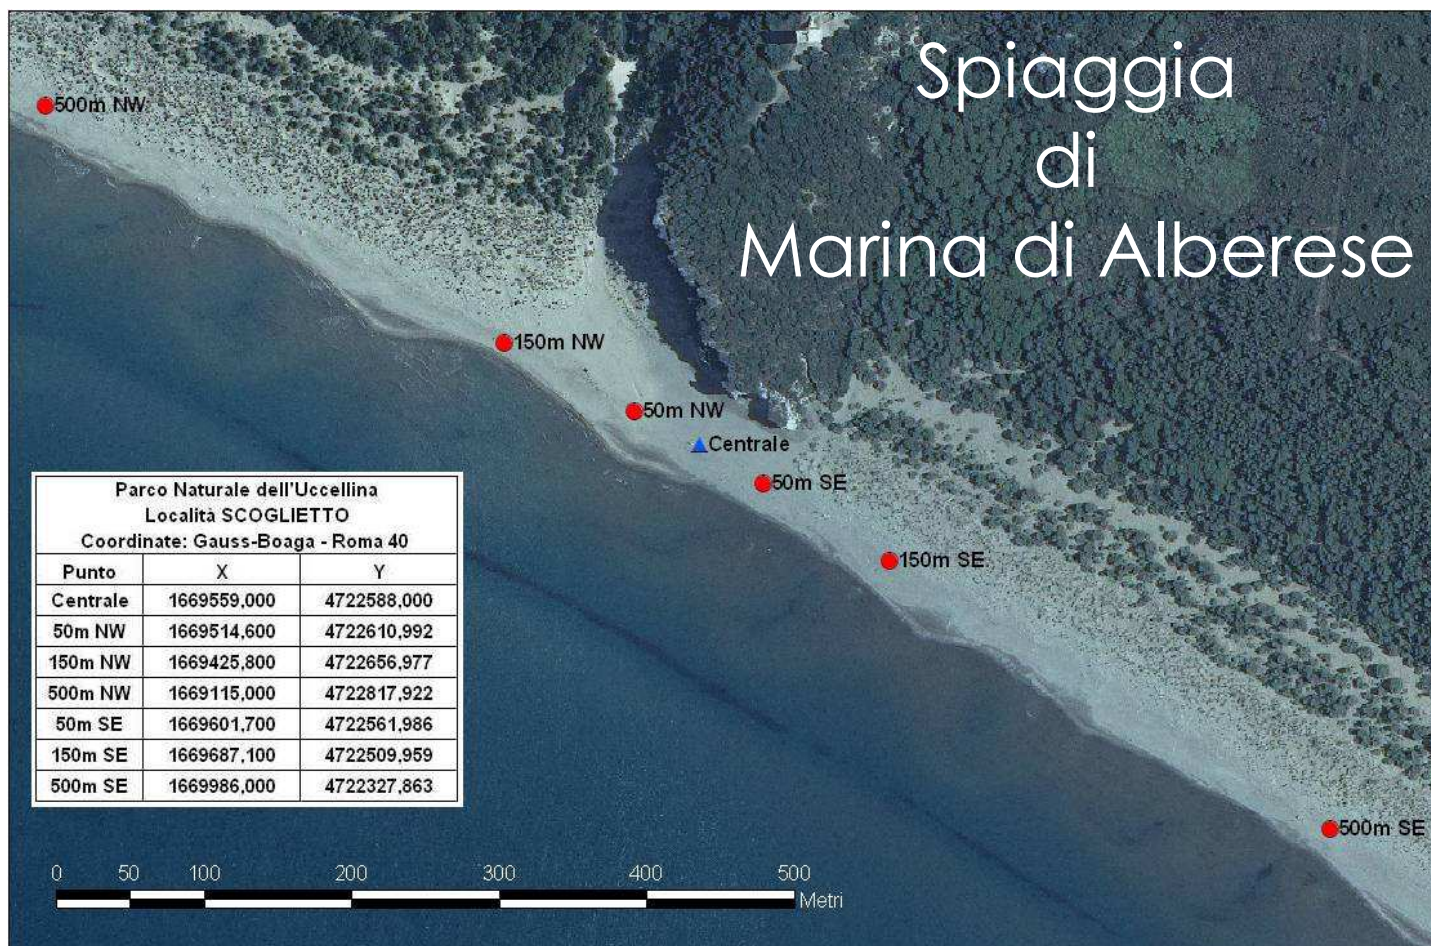 Spiaggia
di
Marina di Alberese
500m NW
150m NW
50m NW
Centrale
50m SE
150m SE
500m SE
Parco Naturale dell'Uccellina
Località SCOGLIETTO
Coordinate: Gauss-Boaga - Roma 40
Punto X Y
Centrale 1669559,000 4722588,000
50m NW 1669514,600 4722610,992
150m NW 1669425,800 4722656,977
500m NW 1669115,000 4722817,922
50m SE 1669601,700 4722561,986
150m SE 1669687,100 4722509,959
500m SE 1669986,000 4722327,863
0 50 100 200 300 400 500
Metri